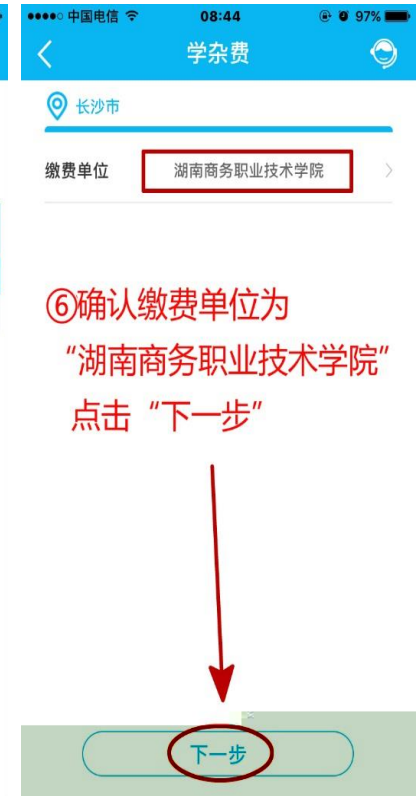 中国电信 08:44 97%
学杂费
长沙市
缴费单位 湖南商务职业技术学院
⑥确认缴费单位为
“湖南商务职业技术学院”
点击“下一步”
下一步